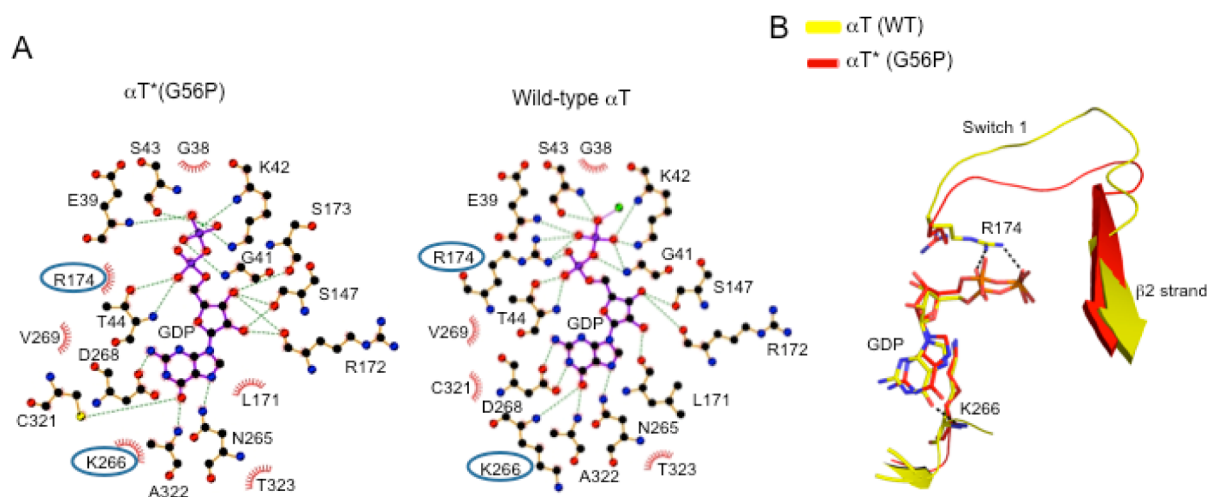 A
αT*(G56P)
S43
G38
K42
E39
S173
R174
G41
S147
T44
GDP
V269
D268
R172
C321
L171
N265
K266
A322
T323
Wild-type αT
S43
G38
K42
E39
R174
G41
S147
T44
GDP
V269
R172
C321
D268
L171
N265
K266
A322
T323
B
αT (WT)
αT* (G56P)
Switch 1
R174
β2 strand
GDP
K266